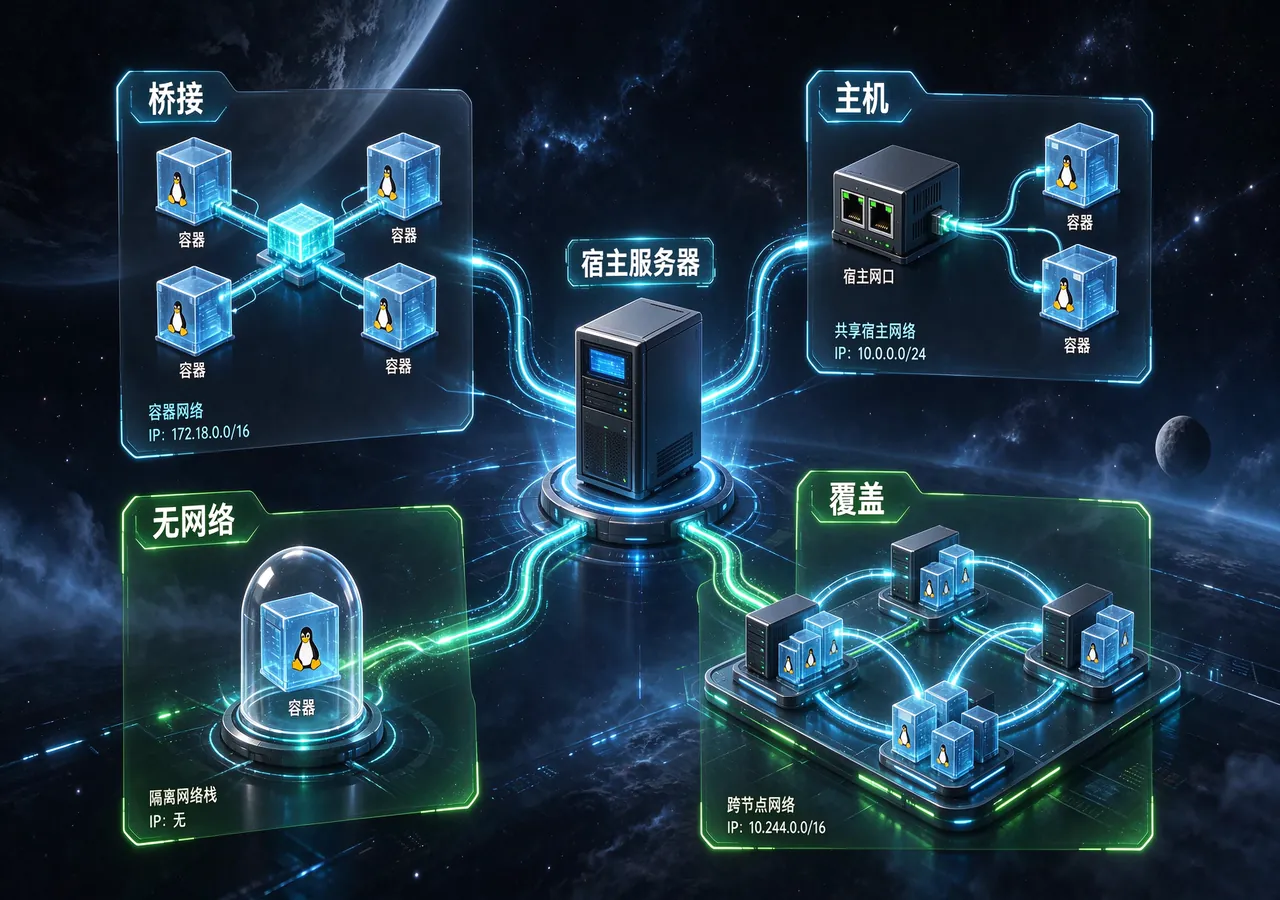 桥接
容器
容器
容器
容器
容器网络
IP: 172.18.0.0/16
宿主服务器
主机
容器
宿主网口
容器
共享宿主网络
IP: 10.0.0.0/24
无网络
容器
隔离网络栈
IP: 无
覆盖
跨节点网络
IP: 10.244.0.0/16